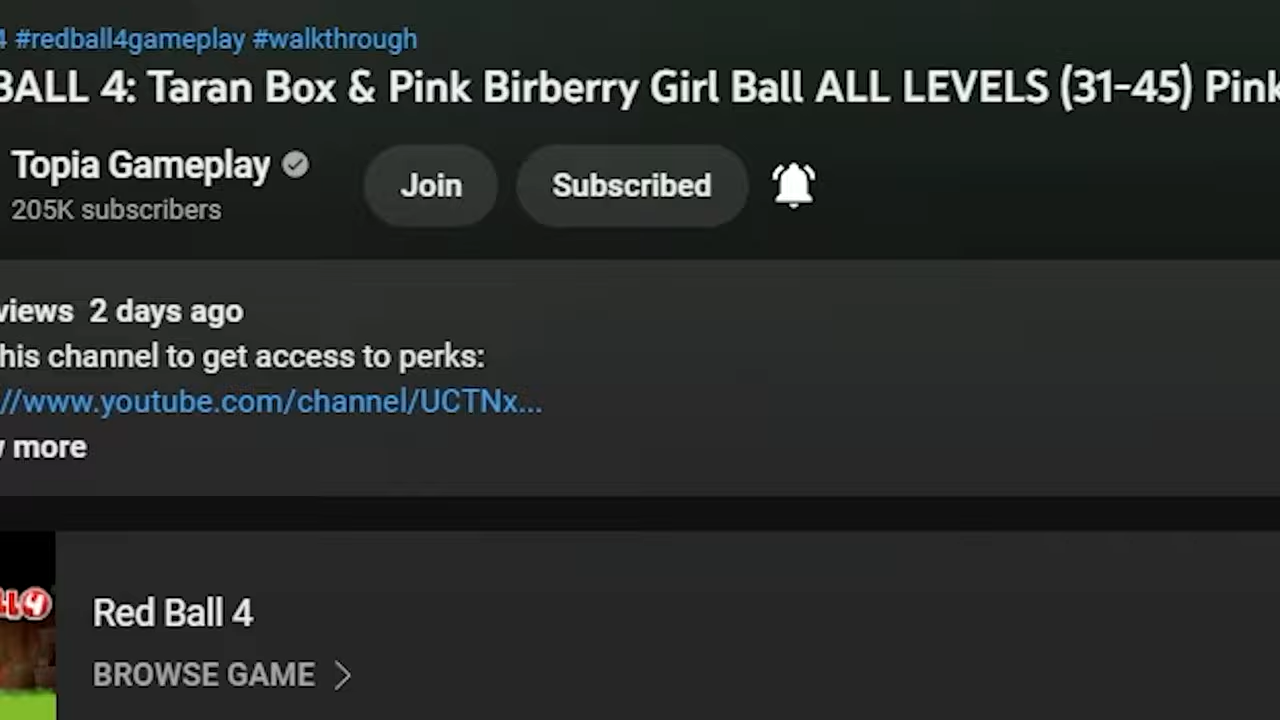 4 #redball4gameplay #walkthrough
BALL 4: Taran Box & Pink Birberry Girl Ball ALL LEVELS (31-45) Pink
Topia Gameplay
Join
Subscribed
205K subscribers
views 2 days ago
his channel to get access to perks:
//www.youtube.com/channel/UCTNx...
w more
LL4
Red Ball 4
BROWSE GAME